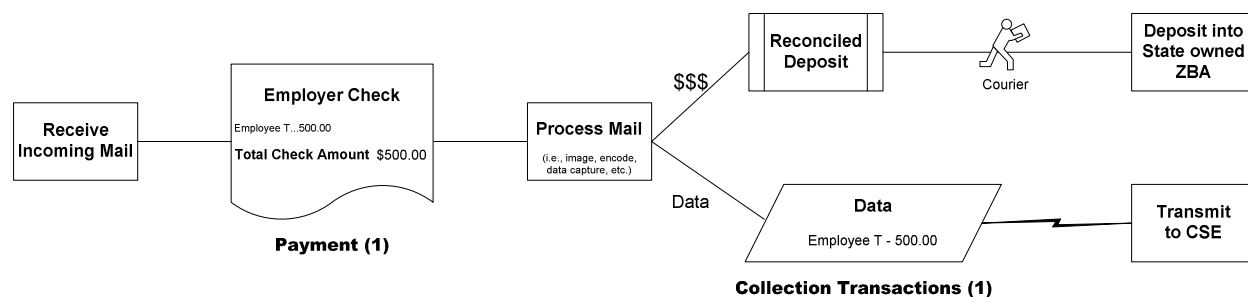 Receive
Incoming Mail
Employer Check
Employee T...500.00
Total Check Amount $500.00
Payment (1)
Process Mail
(i.e., image, encode,
data capture, etc.)
$$$
Reconciled
Deposit
Courier
Deposit into
State owned
ZBA
Data
Data
Employee T - 500.00
Collection Transactions (1)
Transmit
to CSE